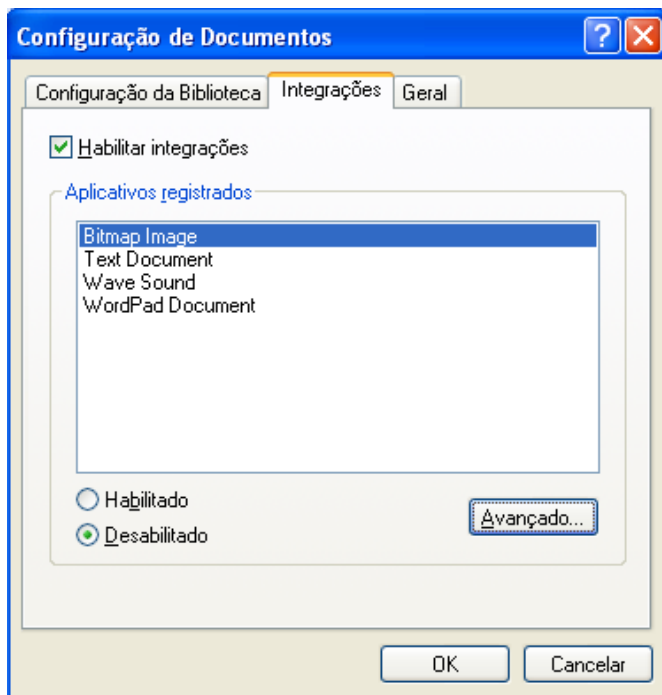 Configuração de Documentos
Configuração da Biblioteca Integrações Geral
Habilitar integrações
Aplicativos registrados
Bitmap Image
Text Document
Wave Sound
WordPad Document
Habilitado
Avançado...
Desabilitado
OK Cancelar